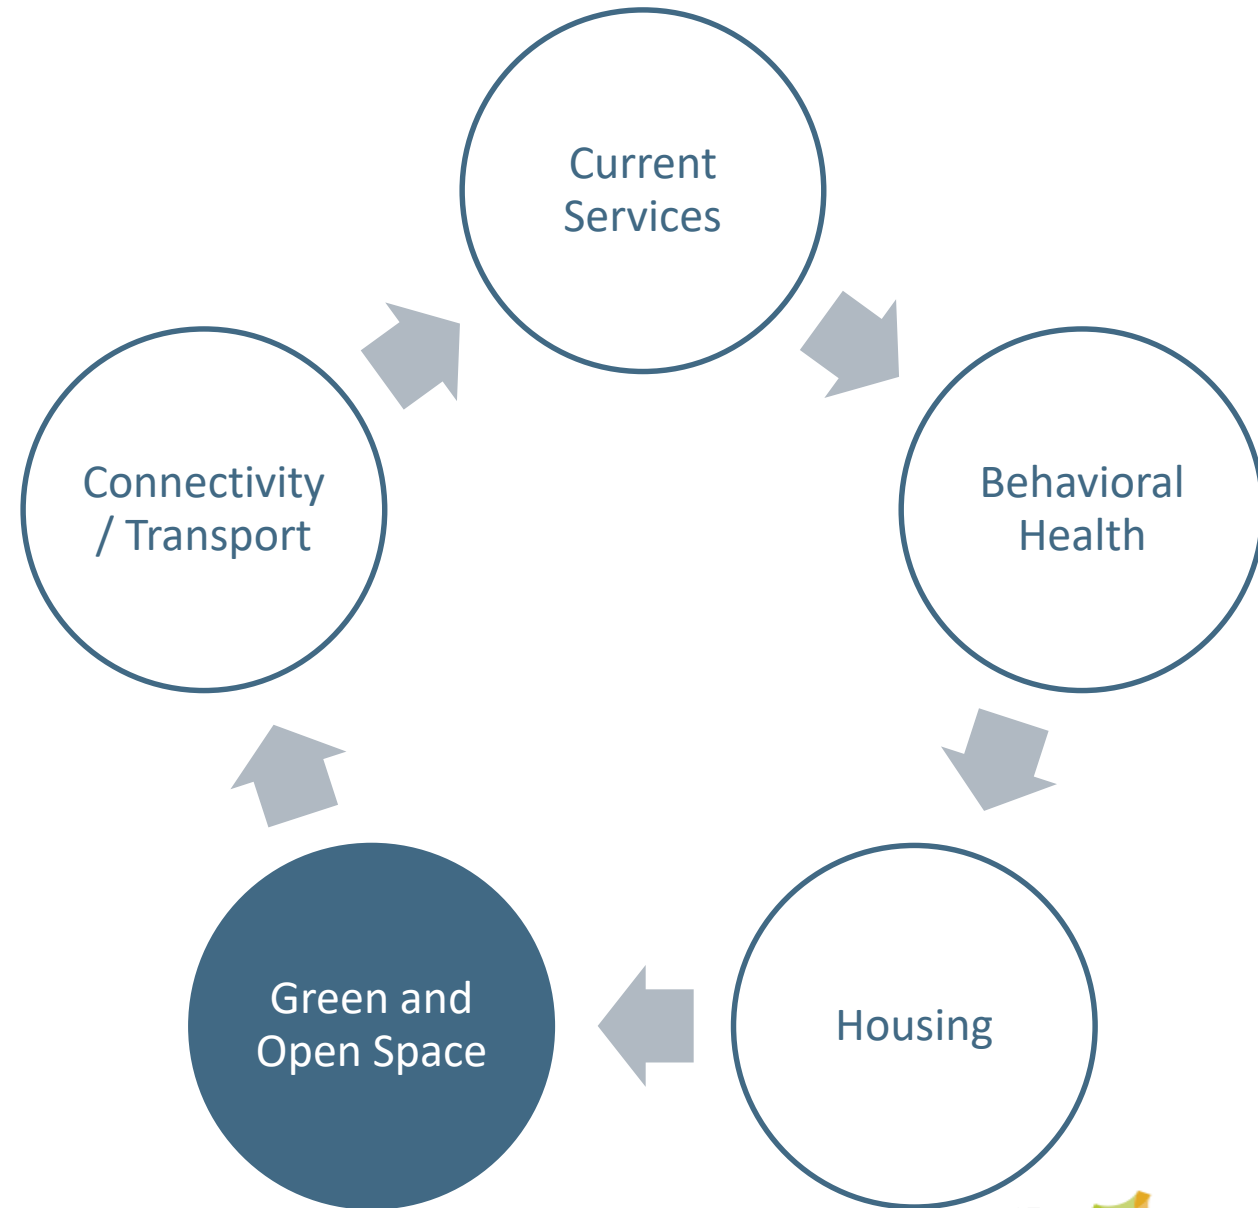 Current
Services
Behavioral
Health
Housing
Green and
Open Space
Connectivity
/ Transport